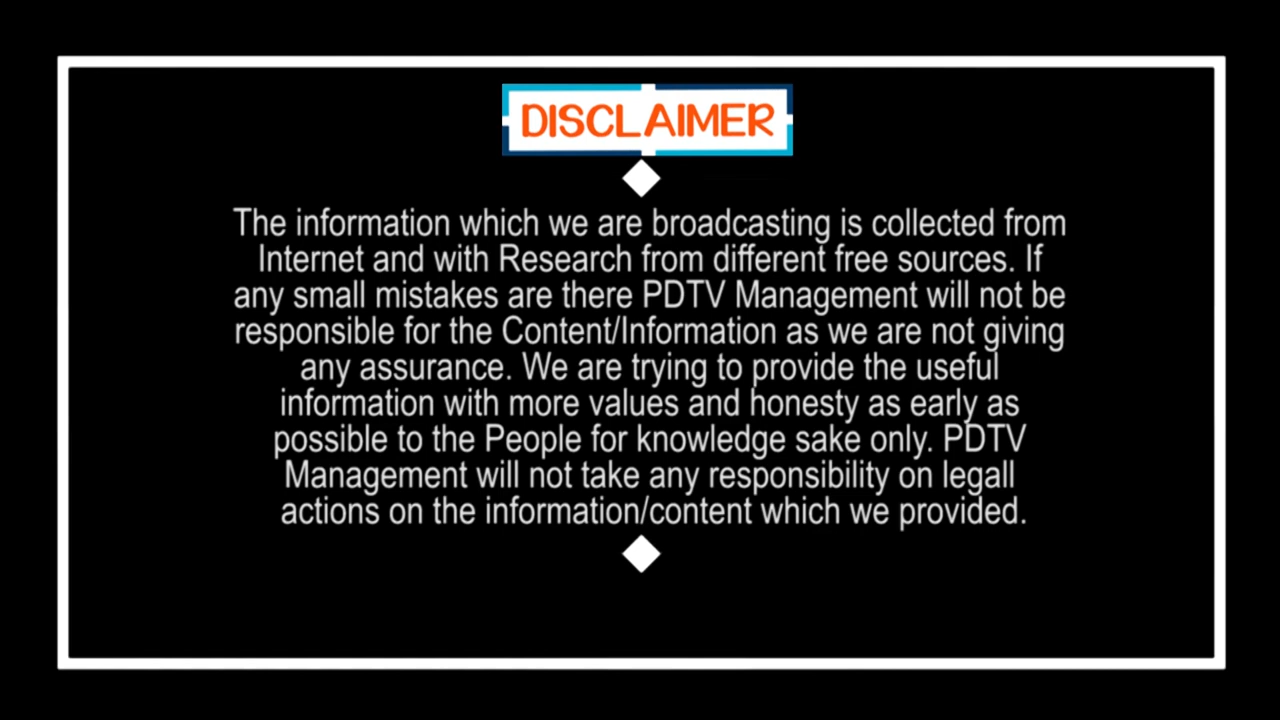 DISCLAIMER
The information which we are broadcasting is collected from
Internet and with Research from different free sources. If
any small mistakes are there PDTV Management will not be
responsible for the Content/Information as we are not giving
any assurance. We are trying to provide the useful
information with more values and honesty as early as
possible to the People for knowledge sake only. PDTV
Management will not take any responsibility on legall
actions on the information/content which we provided.